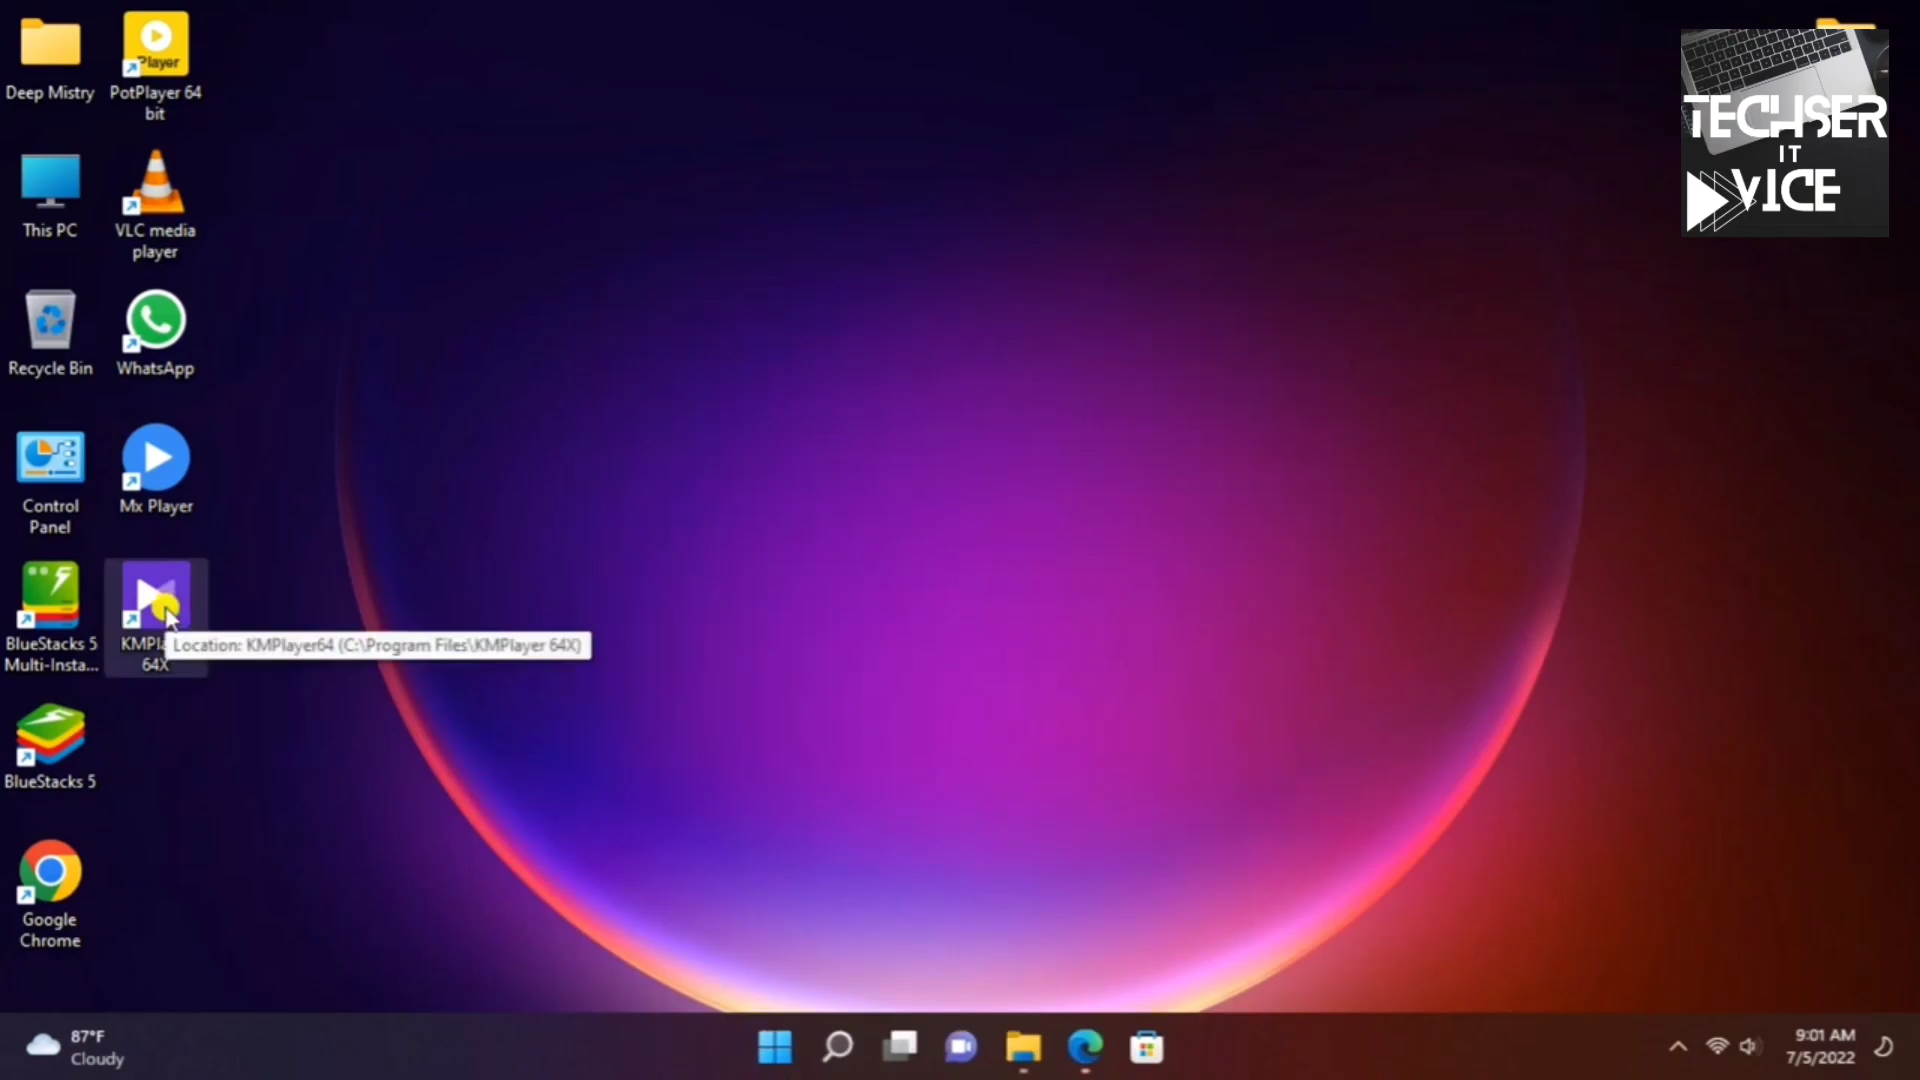 Deep Mistry
Player
PotPlayer 64
bit
This PC
VLC media
player
Recycle Bin
WhatsApp
Control
Panel
Mx Player
BlueStacks 5
Multi-Insta...
KMPla
64X
Location: KMPlayer64 (C:\Program Files\KMPlayer 64X)
BlueStacks 5
Google
Chrome
TECHSER
IT
VICE
87°F
Cloudy
9:01 AM
7/5/2022